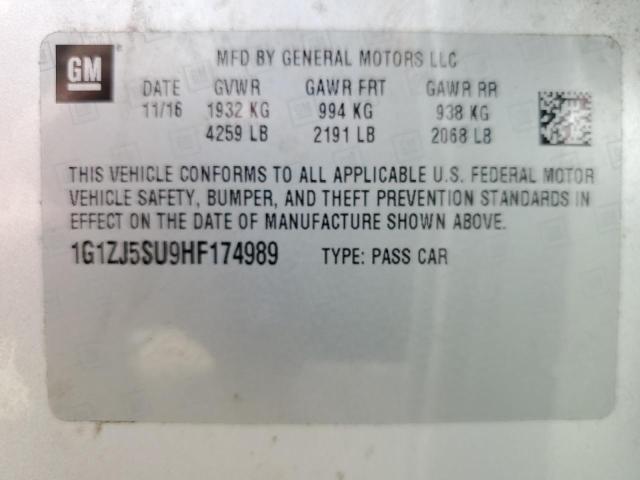 GM
MFD BY GENERAL MOTORS LLC
DATE GVWR GAWR FRT GAWR RR
11/16 1932 KG 994 KG 938 KG
4259 LB 2191 LB 2068 LB
THIS VEHICLE CONFORMS TO ALL APPLICABLE U.S. FEDERAL MOTOR
VEHICLE SAFETY, BUMPER, AND THEFT PREVENTION STANDARDS IN
EFFECT ON THE DATE OF MANUFACTURE SHOWN ABOVE.
1G1ZJ5SU9HF174989 TYPE: PASS CAR